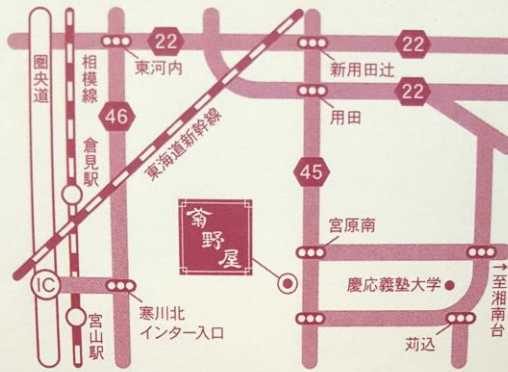 22
22
22
圏央道
相模線
倉見駅
東河内
新用田辻
用田
46
東海道新幹線
45
菊野屋
宮原南
IC
宮山駅
寒川北
インター入口
慶応義塾大学
→至湘南台
苅込